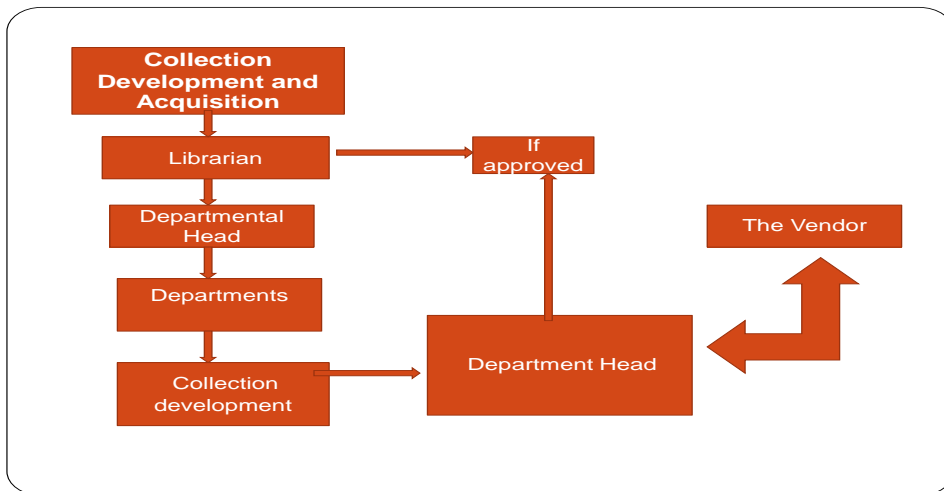 Collection
Development and
Acquisition
Librarian
If
approved
Departmental
Head
The Vendor
Departments
Department Head
Collection
development